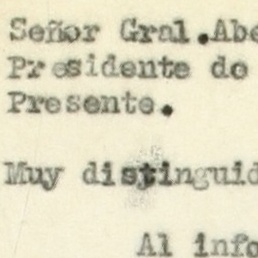 Señor Gral. Abe
Presidente de
Presente.
Muy distinguid
Al info